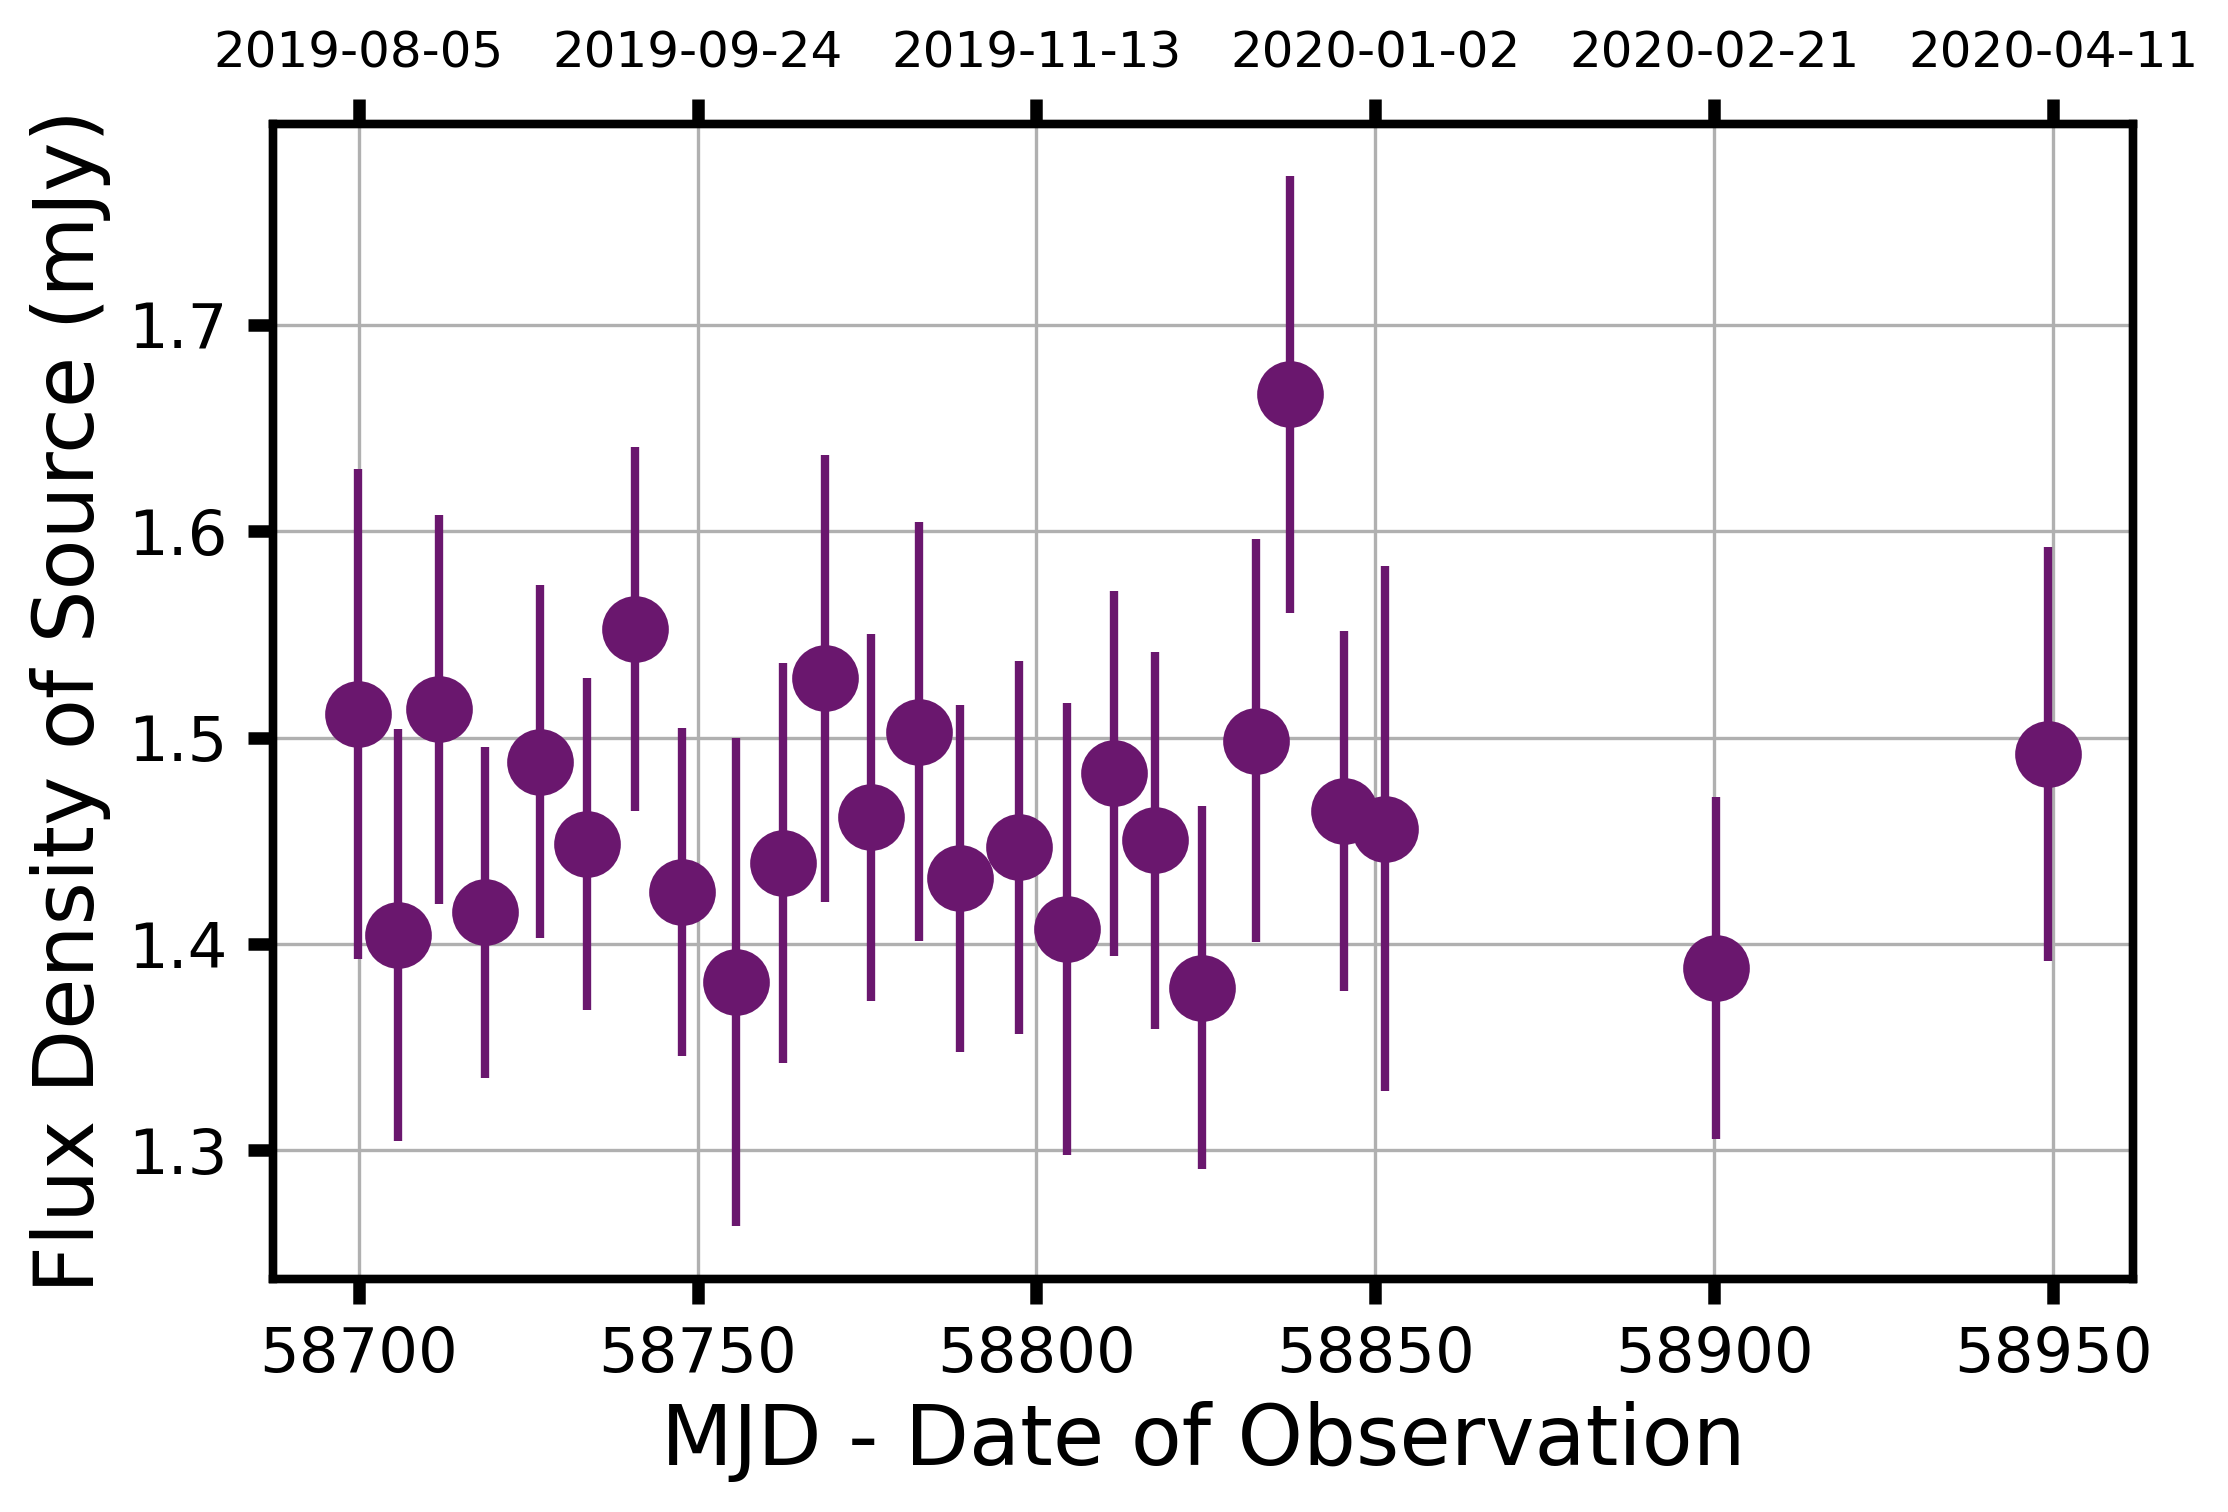 2019-08-05 2019-09-24 2019-11-13 2020-01-02 2020-02-21 2020-04-11
Flux Density of Source (mJy)
1.7
1.6
1.5
1.4
1.3
58700 58750 58800 58850 58900 58950
MJD - Date of Observation